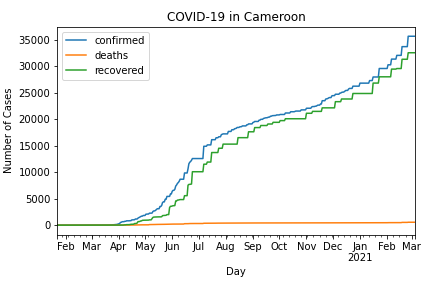 COVID-19 in Cameroon
confirmed
deaths
recovered
Number of Cases
35000
30000
25000
20000
15000
10000
5000
0
Feb Mar Apr May Jun Jul Aug Sep Oct Nov Dec Jan Feb Mar
2021
Day